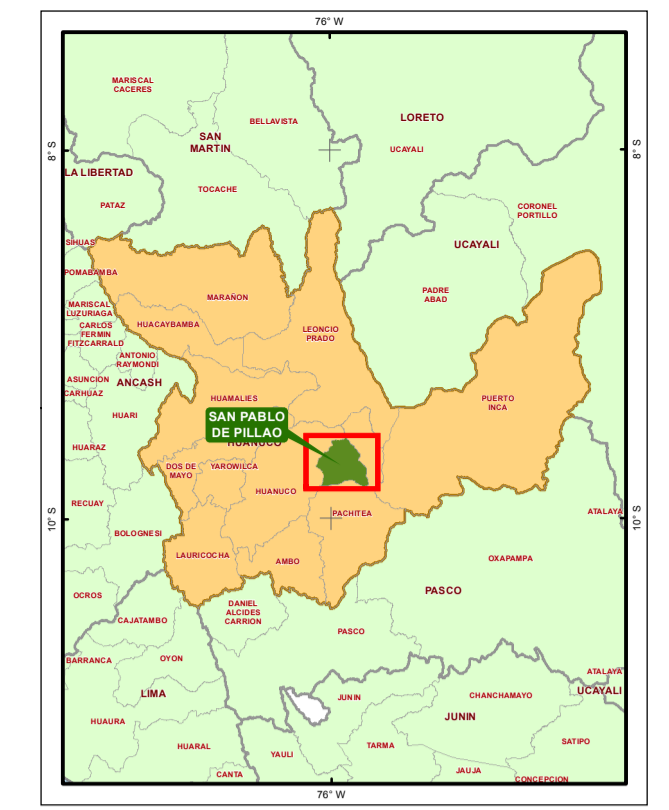 76° W
MARISCAL
CACERES
BELLAVISTA
LORETO
SAN
MARTIN
8° S
UCAYALI
8° S
LA LIBERTAD
TOCACHE
PATAZ
CORONEL
PORTILLO
SIHUAS
UCAYALI
POMABAMBA
PADRE
ABAD
MARAÑON
MARISCAL
LUZURIAGA
HUACAYBAMBA
CARLOS
FERMIN
FITZCARRALD
LEONCIO
PRADO
ANTONIO
RAYMONDI
ASUNCION
ANCASH
CARHUAZ
HUAMALIES
PUERTO
INCA
HUARI
SAN PABLO
DE PILLAO
HUANUCO
HUARAZ
DOS DE
MAYO
YAROWILCA
HUANUCO
RECUAY
PACHITEA
ATALAYA
10° S
10° S
BOLOGNESI
LAURICOCHA
AMBO
OXAPAMPA
PASCO
OCROS
DANIEL
ALCIDES
CARRION
CAJATAMBO
PASCO
BARRANCA
OYON
ATALAYA
LIMA
JUNIN
CHANCHAMAYO
UCAYALI
HUAURA
JUNIN
HUARAL
YAULI
TARMA
SATIPO
CANTA
JAUJA
CONCEPCION
76° W